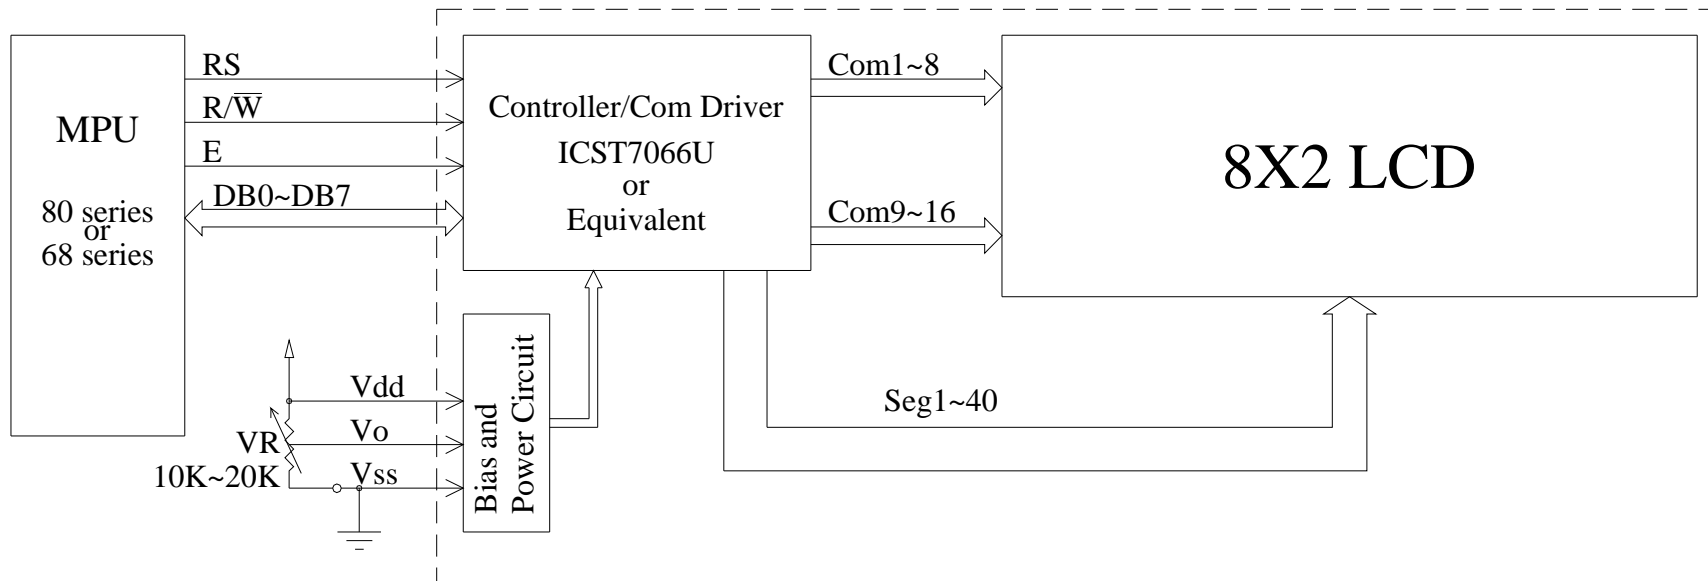 MPU
80 series
or
68 series
RS
R/W̅
E
DB0~DB7
Controller/Com Driver
ICST7066U
or
Equivalent
Com1~8
Com9~16
8X2 LCD
Vdd
Vo
Vss
VR
10K~20K
Bias and
Power Circuit
Seg1~40